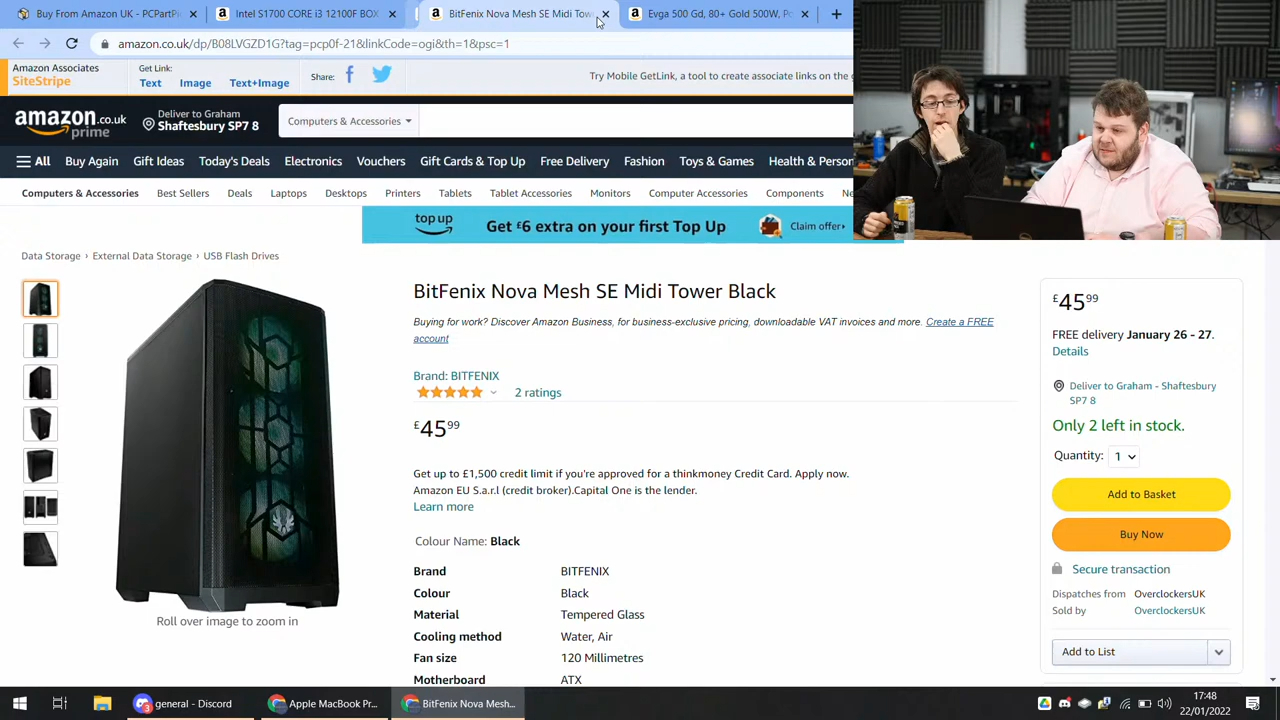 Buy From Amazon UK - PCPartPi
Intel S1700 CORE i3 12100F BOX
BitFenix Nova Mesh SE Midi Tow
Evga 500 Gd, 80+ Gold 500W, Po
amazon.co.uk/dp/B08LVGZD1G?tag=pcp0f-21&linkCode=ogi&th=1&psc=1
Amazon Associates
SiteStripe
Get Link:
Text Image Text+Image
Share:
Try Mobile GetLink, a tool to create associate links on the
amazon.co.uk
prime
Deliver to Graham
Shaftesbury SP7 8
Computers & Accessories
All Buy Again Gift Ideas Today's Deals Electronics Vouchers Gift Cards & Top Up Free Delivery Fashion Toys & Games Health & Person
Computers & Accessories Best Sellers Deals Laptops Desktops Printers Tablets Tablet Accessories Monitors Computer Accessories Components Ne
top up
Get £6 extra on your first Top Up
Claim offer
Data Storage › External Data Storage › USB Flash Drives
BitFenix Nova Mesh SE Midi Tower Black
Buying for work? Discover Amazon Business, for business-exclusive pricing, downloadable VAT invoices and more. Create a FREE
account
Brand: BITFENIX
2 ratings
£45.99
Get up to £1,500 credit limit if you're approved for a thinkmoney Credit Card. Apply now.
Amazon EU S.a.r.l (credit broker).Capital One is the lender.
Learn more
Colour Name: Black
Brand BITFENIX
Colour Black
Material Tempered Glass
Cooling method Water, Air
Fan size 120 Millimetres
Motherboard ATX
Roll over image to zoom in
£45.99
FREE delivery January 26 - 27.
Details
Deliver to Graham - Shaftesbury
SP7 8
Only 2 left in stock.
Quantity: 1
Add to Basket
Buy Now
Secure transaction
Dispatches from OverclockersUK
Sold by OverclockersUK
Add to List
general - Discord
Apple MacBook P...
BitFenix Nova Mesh...
17:48
22/01/2022